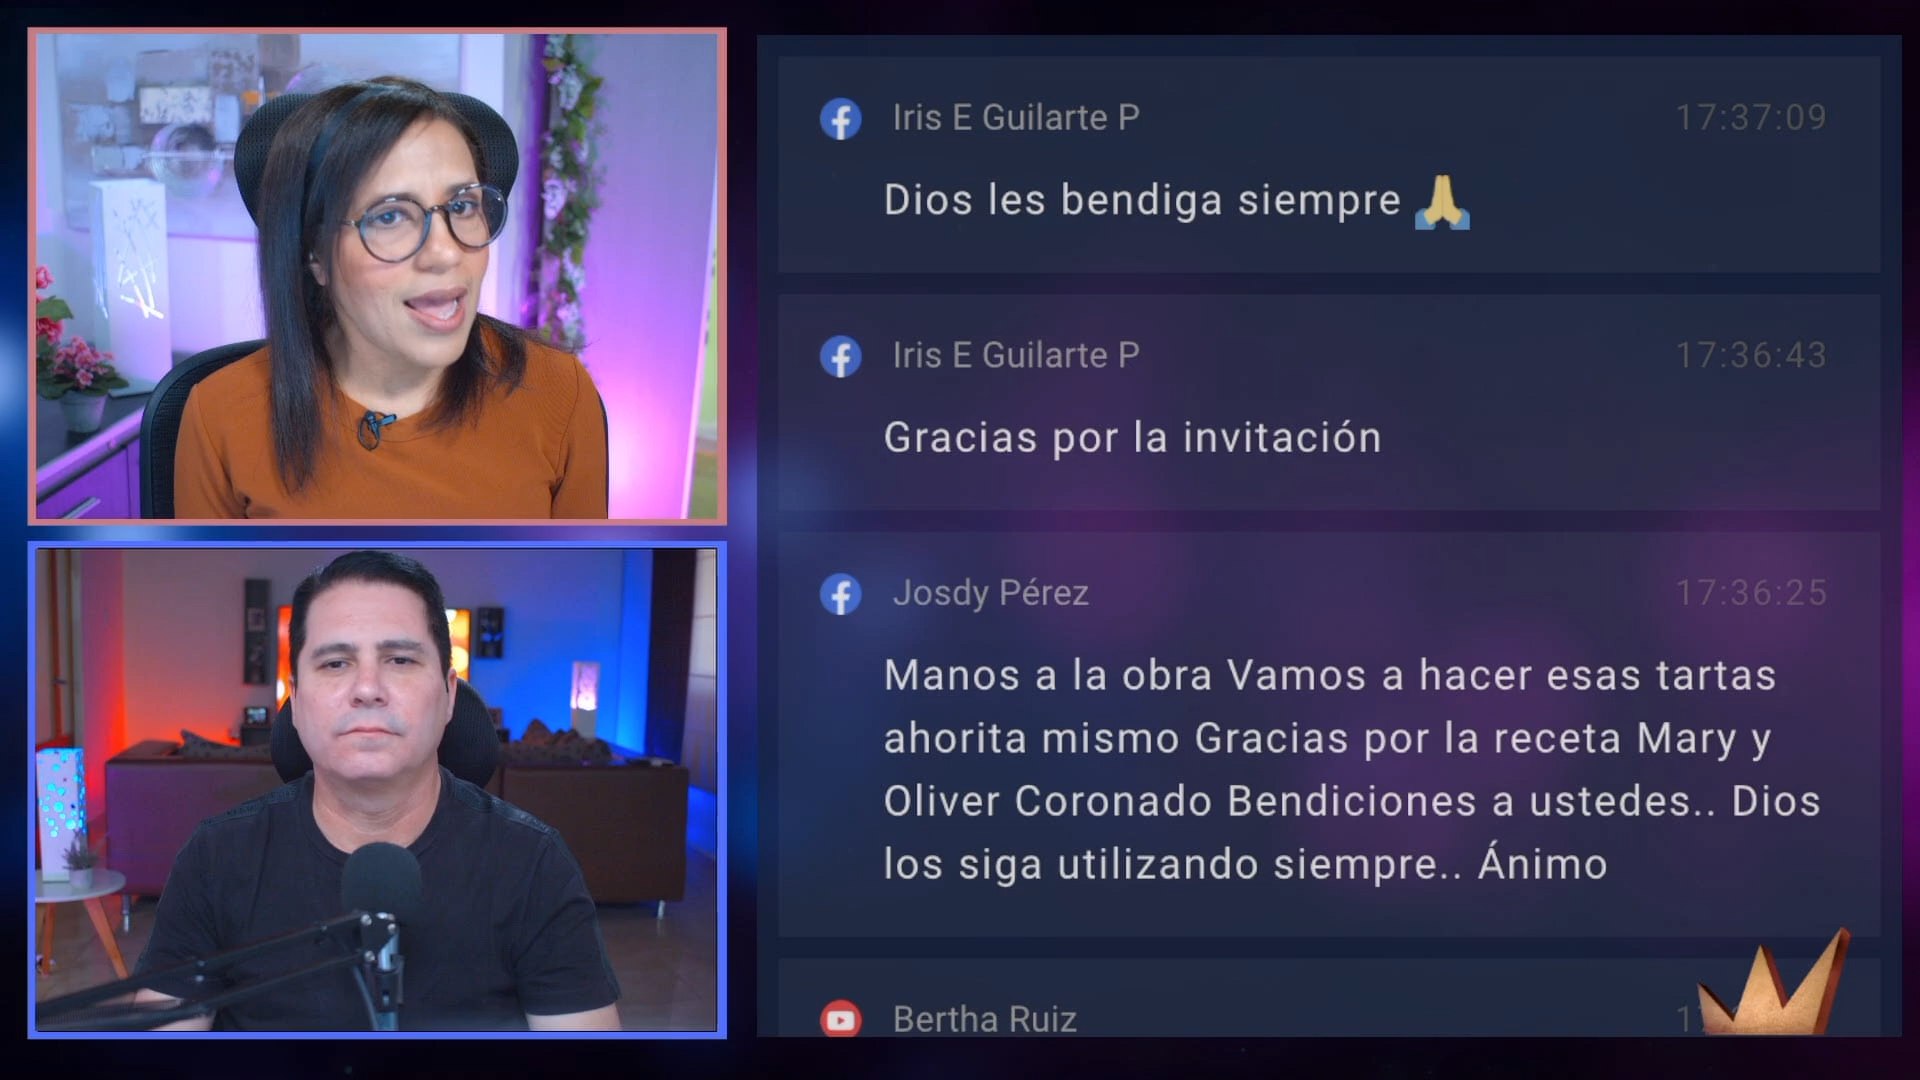 Iris E Guilarte P
17:37:09
Dios les bendiga siempre 🙏
Iris E Guilarte P
17:36:43
Gracias por la invitación
Josdy Pérez
17:36:25
Manos a la obra Vamos a hacer esas tartas
ahorita mismo Gracias por la receta Mary y
Oliver Coronado Bendiciones a ustedes.. Dios
los siga utilizando siempre.. Ánimo
Bertha Ruiz